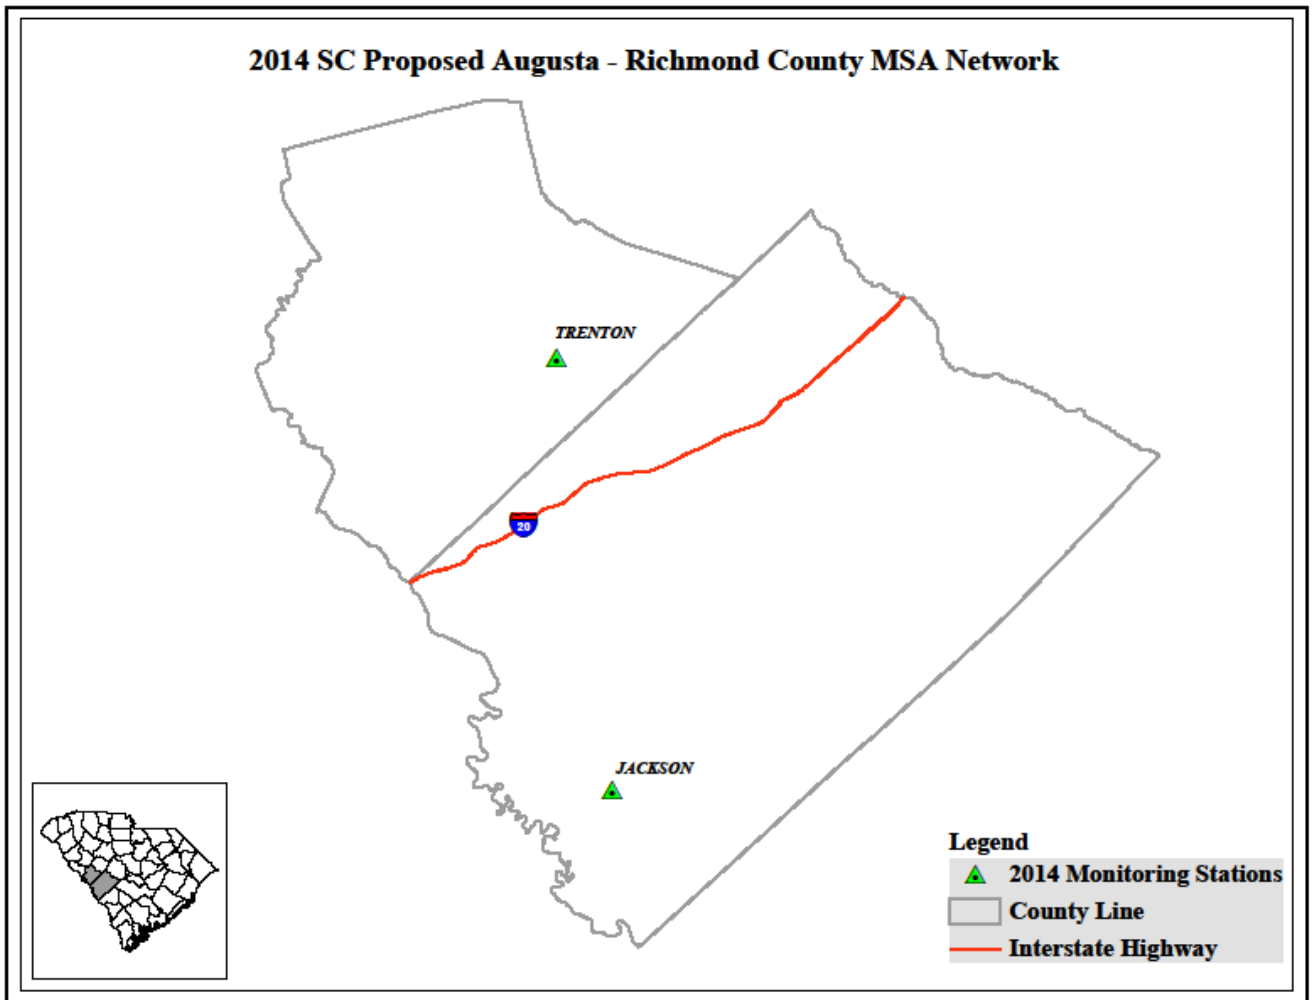 2014 SC Proposed Augusta - Richmond County MSA Network
TRENTON
20
JACKSON
Legend
2014 Monitoring Stations
County Line
Interstate Highway